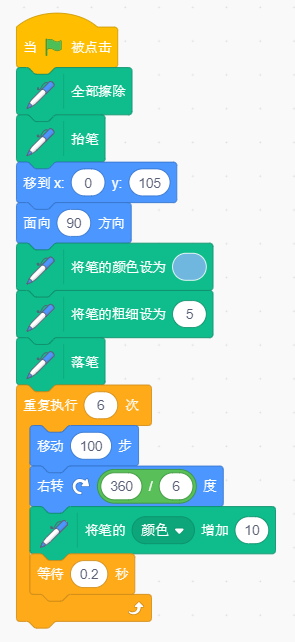 当 被点击
全部擦除
抬笔
移到 x: 0 y: 105
面向 90 方向
将笔的颜色设为
将笔的粗细设为 5
落笔
重复执行 6 次
移动 100 步
右转 360 / 6 度
将笔的 颜色 增加 10
等待 0.2 秒